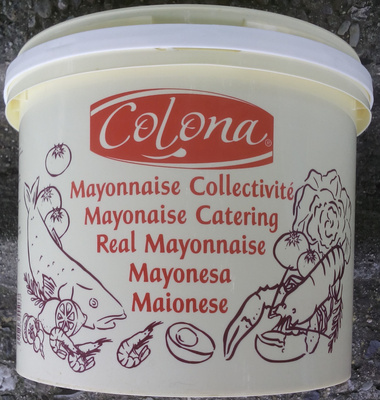 Colona®
Mayonnaise Collectivité
Mayonaise Catering
Real Mayonnaise
Mayonesa
Maionese